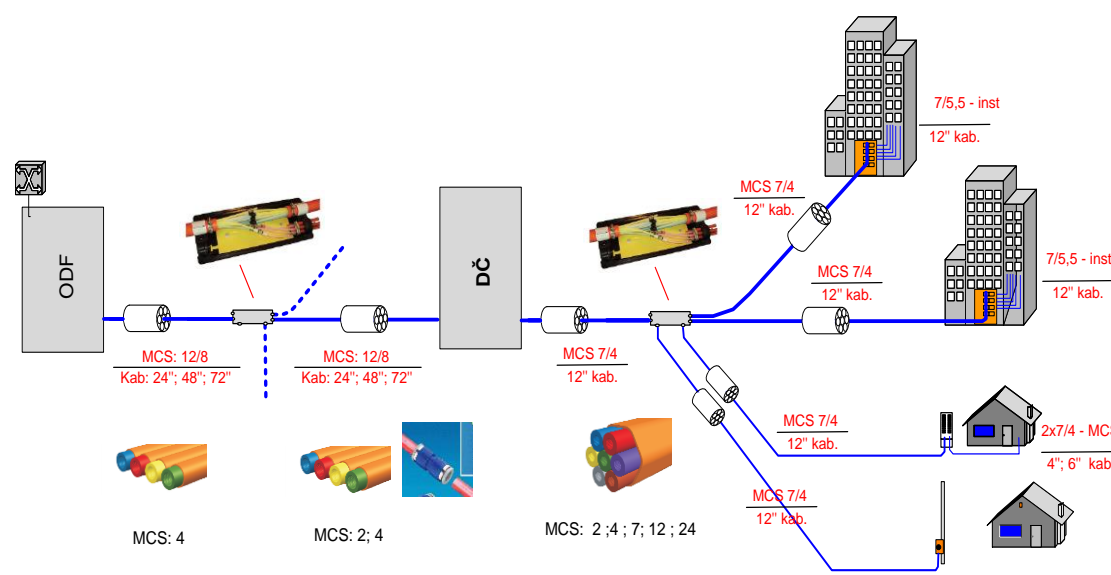 7/5,5 - inst
12" kab.
MCS 7/4
12" kab.
ODF
DČ
MCS 7/4
12" kab.
7/5,5 - inst
12" kab.
MCS: 12/8
Kab: 24"; 48"; 72"
MCS: 12/8
Kab: 24"; 48"; 72"
MCS 7/4
12" kab.
MCS 7/4
12" kab.
2x7/4 - MCS
4"; 6" kab
MCS 7/4
12" kab.
MCS: 4
MCS: 2; 4
MCS: 2 ;4 ; 7; 12 ; 24